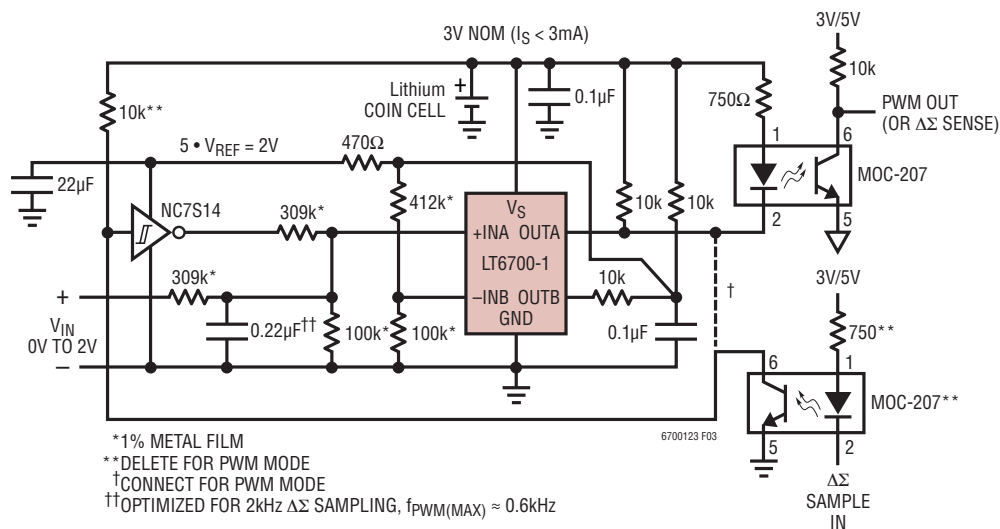 3V NOM (IS < 3mA)
3V/5V
10k**
Lithium
COIN CELL
+
0.1µF
750Ω
10k
PWM OUT
(OR ΔΣ SENSE)
1
6
MOC-207
2
5
5 • VREF = 2V
470Ω
22µF
NC7S14
309k*
412k*
VS
+INA OUTA
LT6700-1
–INB OUTB
GND
10k
10k
10k
†
3V/5V
309k*
+
VIN
0V TO 2V
–
0.22µF††
100k*
100k*
0.1µF
750**
6
1
MOC-207**
5
2
6700123 F03
ΔΣ
SAMPLE
IN
*1% METAL FILM
**DELETE FOR PWM MODE
†CONNECT FOR PWM MODE
††OPTIMIZED FOR 2kHz ΔΣ SAMPLING, fPWM(MAX) ≈ 0.6kHz